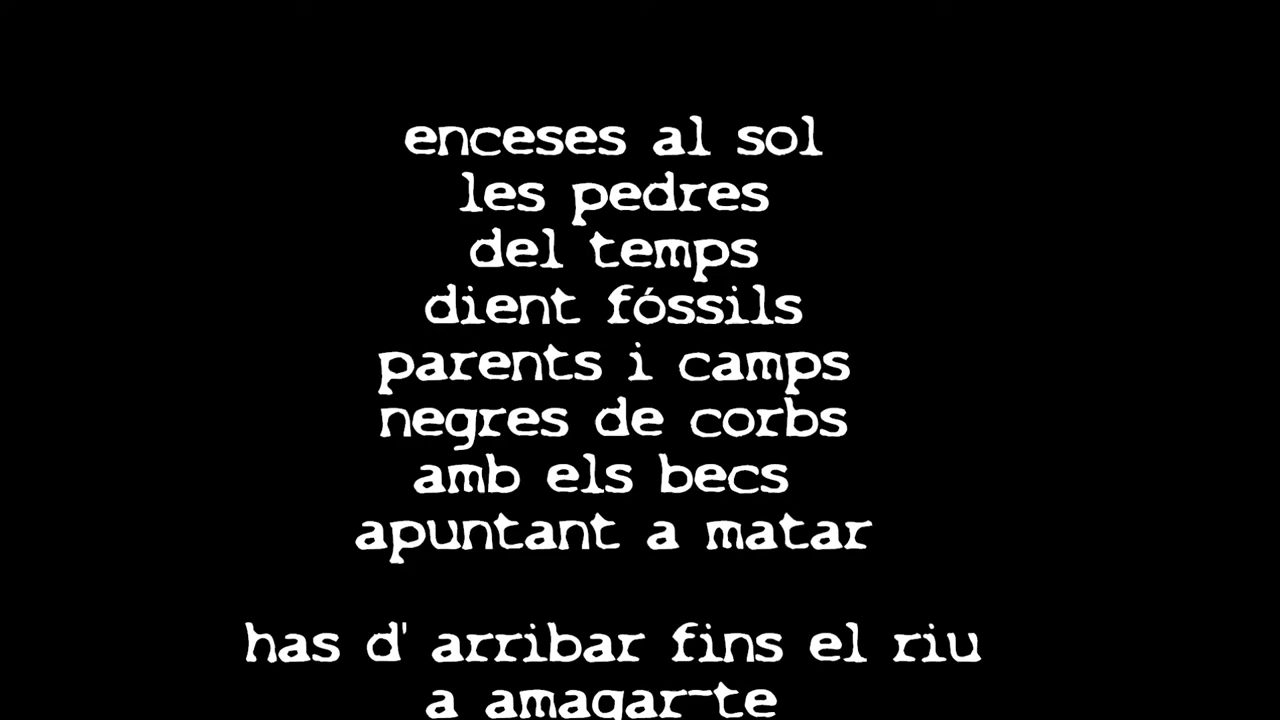 enceses al sol
les pedres
del temps
dient fóssils
parents i camps
negres de corbs
amb els becs
apuntant a matar
has d' arribar fins el riu
a amagar-te